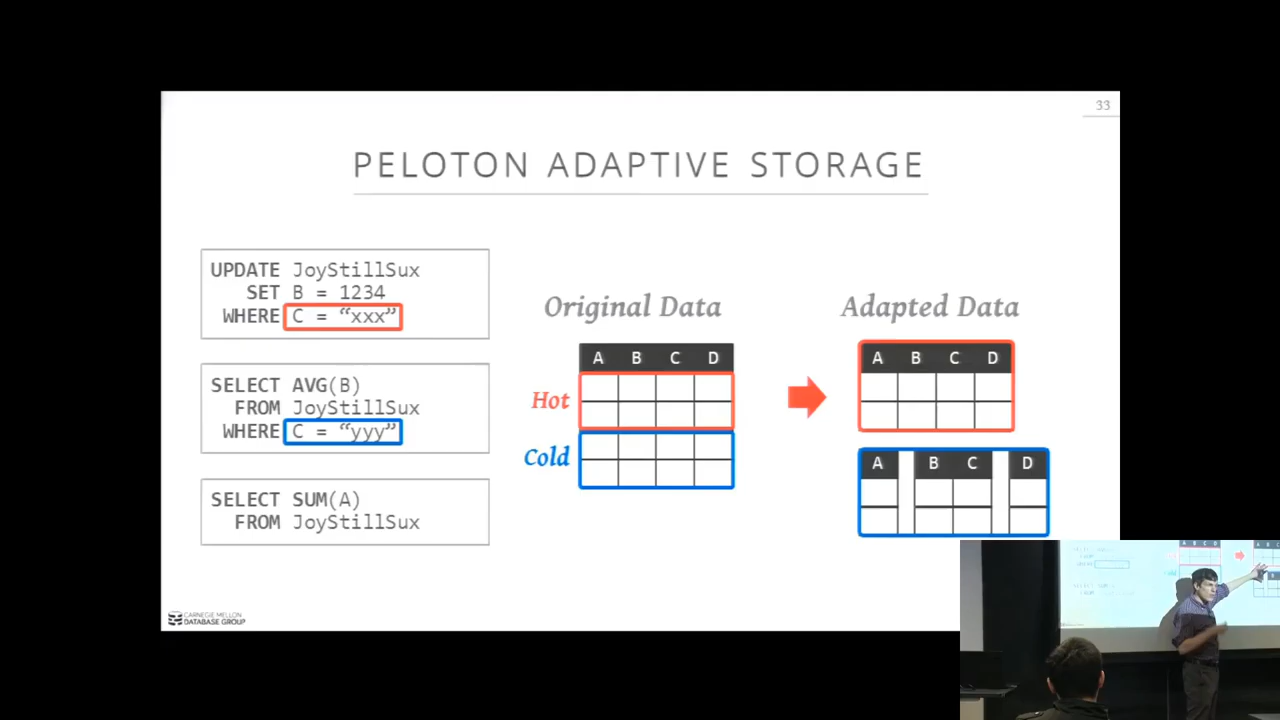 33
PELOTON ADAPTIVE STORAGE
UPDATE JoyStillSux
SET B = 1234
WHERE C = “xxx”
SELECT AVG(B)
FROM JoyStillSux
WHERE C = “yyy”
SELECT SUM(A)
FROM JoyStillSux
Original Data
A B C D
Hot
Cold
Adapted Data
A B C D
A B C D
CARNEGIE MELLON
DATABASE GROUP